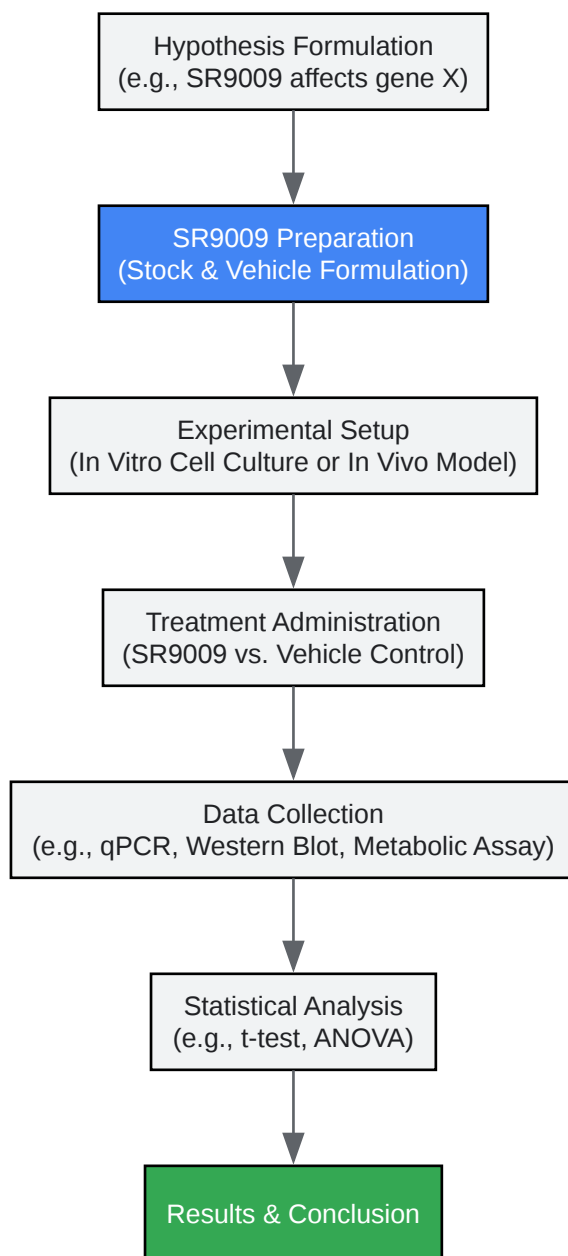 Hypothesis Formulation
(e.g., SR9009 affects gene X)
SR9009 Preparation
(Stock & Vehicle Formulation)
Experimental Setup
(In Vitro Cell Culture or In Vivo Model)
Treatment Administration
(SR9009 vs. Vehicle Control)
Data Collection
(e.g., qPCR, Western Blot, Metabolic Assay)
Statistical Analysis
(e.g., t-test, ANOVA)
Results & Conclusion